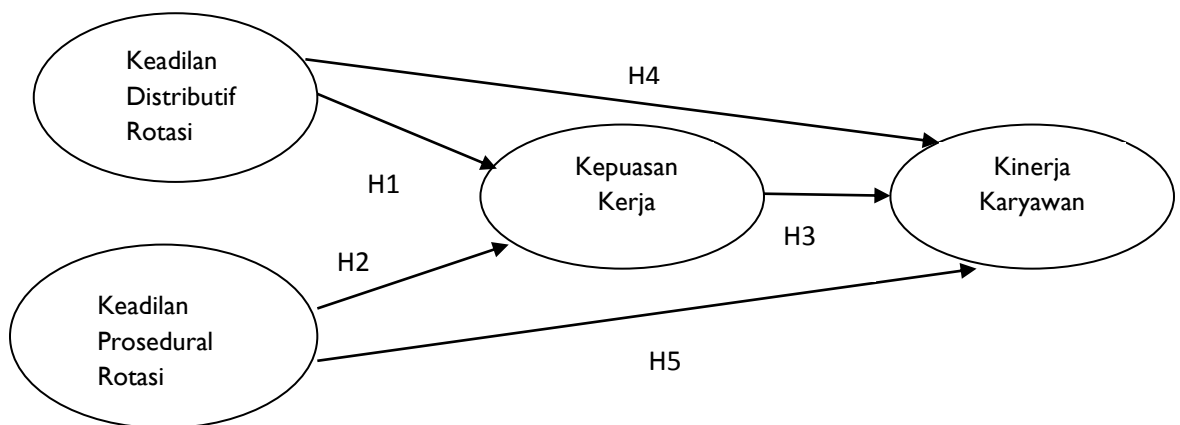 Keadilan
Distributif
Rotasi
H4
H1
Kepuasan
Kerja
Kinerja
Karyawan
H3
H2
Keadilan
Prosedural
Rotasi
H5